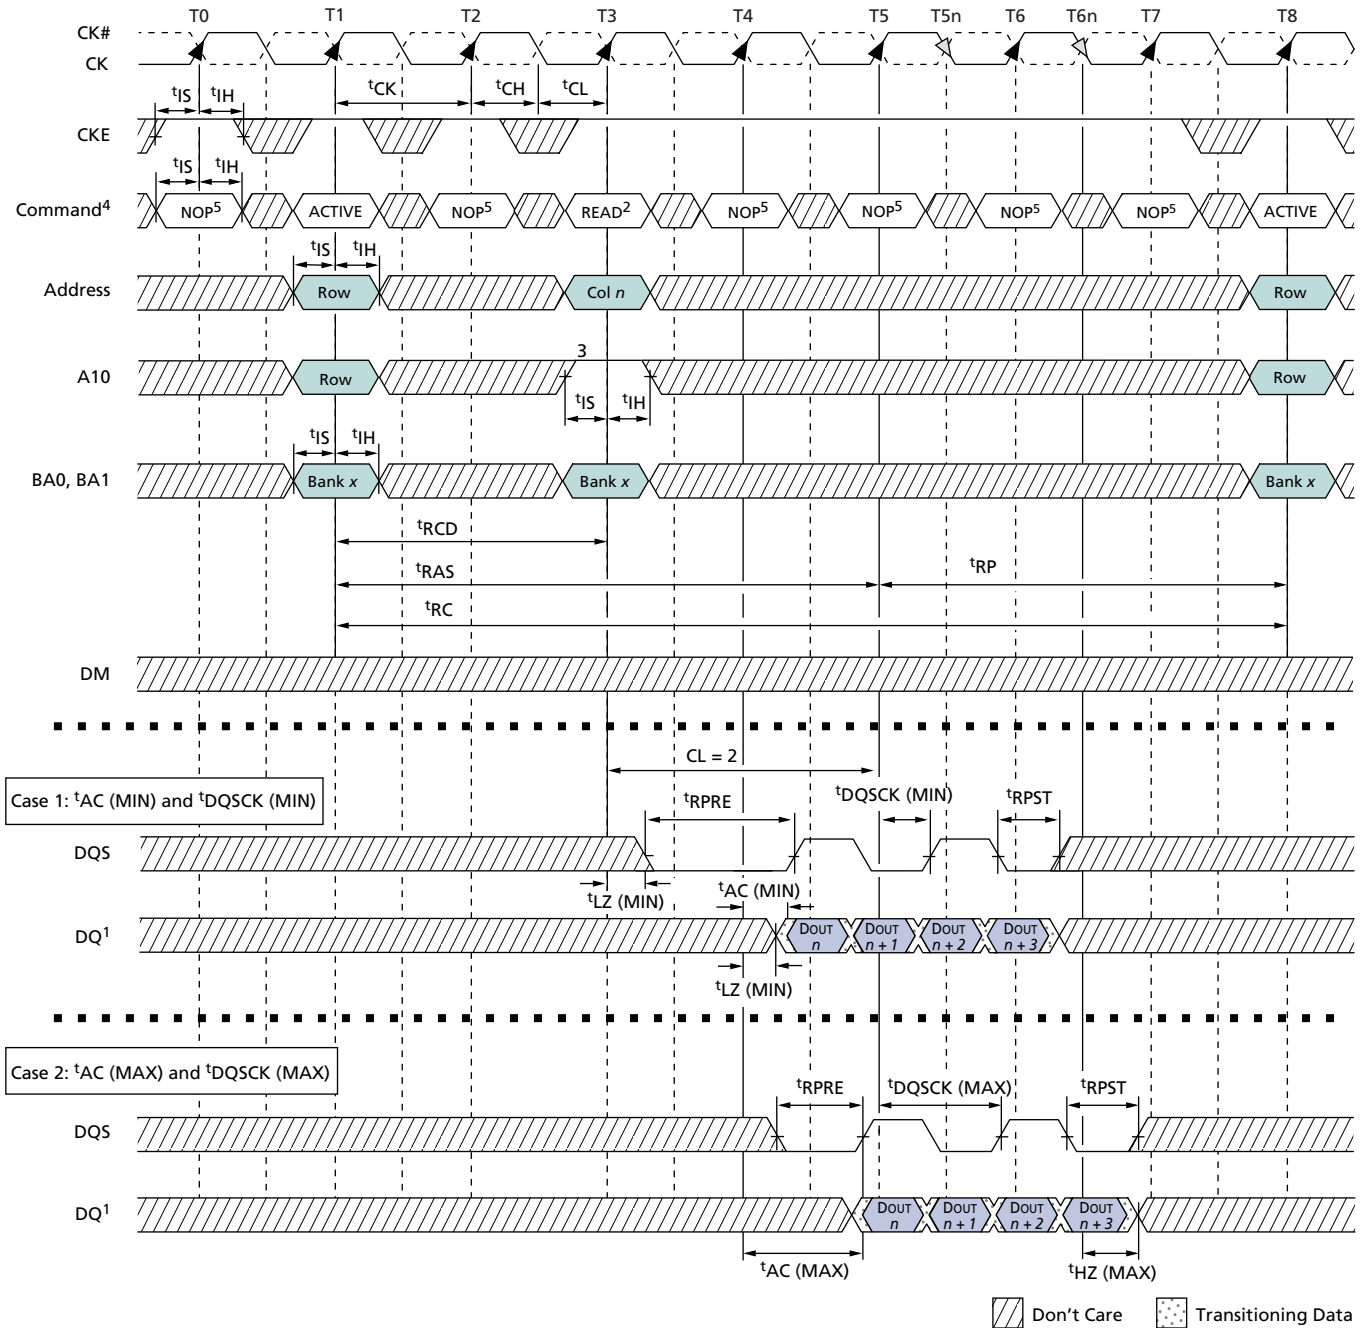 T0 T1 T2 T3 T4 T5 T5n T6 T6n T7 T8
CK#
CK
tIS tIH tCK tCH tCL
CKE
tIS tIH
Command4 NOP5 ACTIVE NOP5 READ2 NOP5 NOP5 NOP5 NOP5 ACTIVE
tIS tIH
Address Row Col n Row
3
A10 Row Row
tIS tIH
tIS tIH
BA0, BA1 Bank x Bank x Bank x
tRCD
tRAS tRP
tRC
DM
CL = 2
Case 1: tAC (MIN) and tDQSCK (MIN)
tRPRE tDQSCK (MIN) tRPST
DQS
tLZ (MIN) tAC (MIN)
DQ1 DOUT n DOUT n + 1 DOUT n + 2 DOUT n + 3
tLZ (MIN)
Case 2: tAC (MAX) and tDQSCK (MAX)
tRPRE tDQSCK (MAX) tRPST
DQS
DQ1 DOUT n DOUT n + 1 DOUT n + 2 DOUT n + 3
tAC (MAX) tHZ (MAX)
Don't Care Transitioning Data